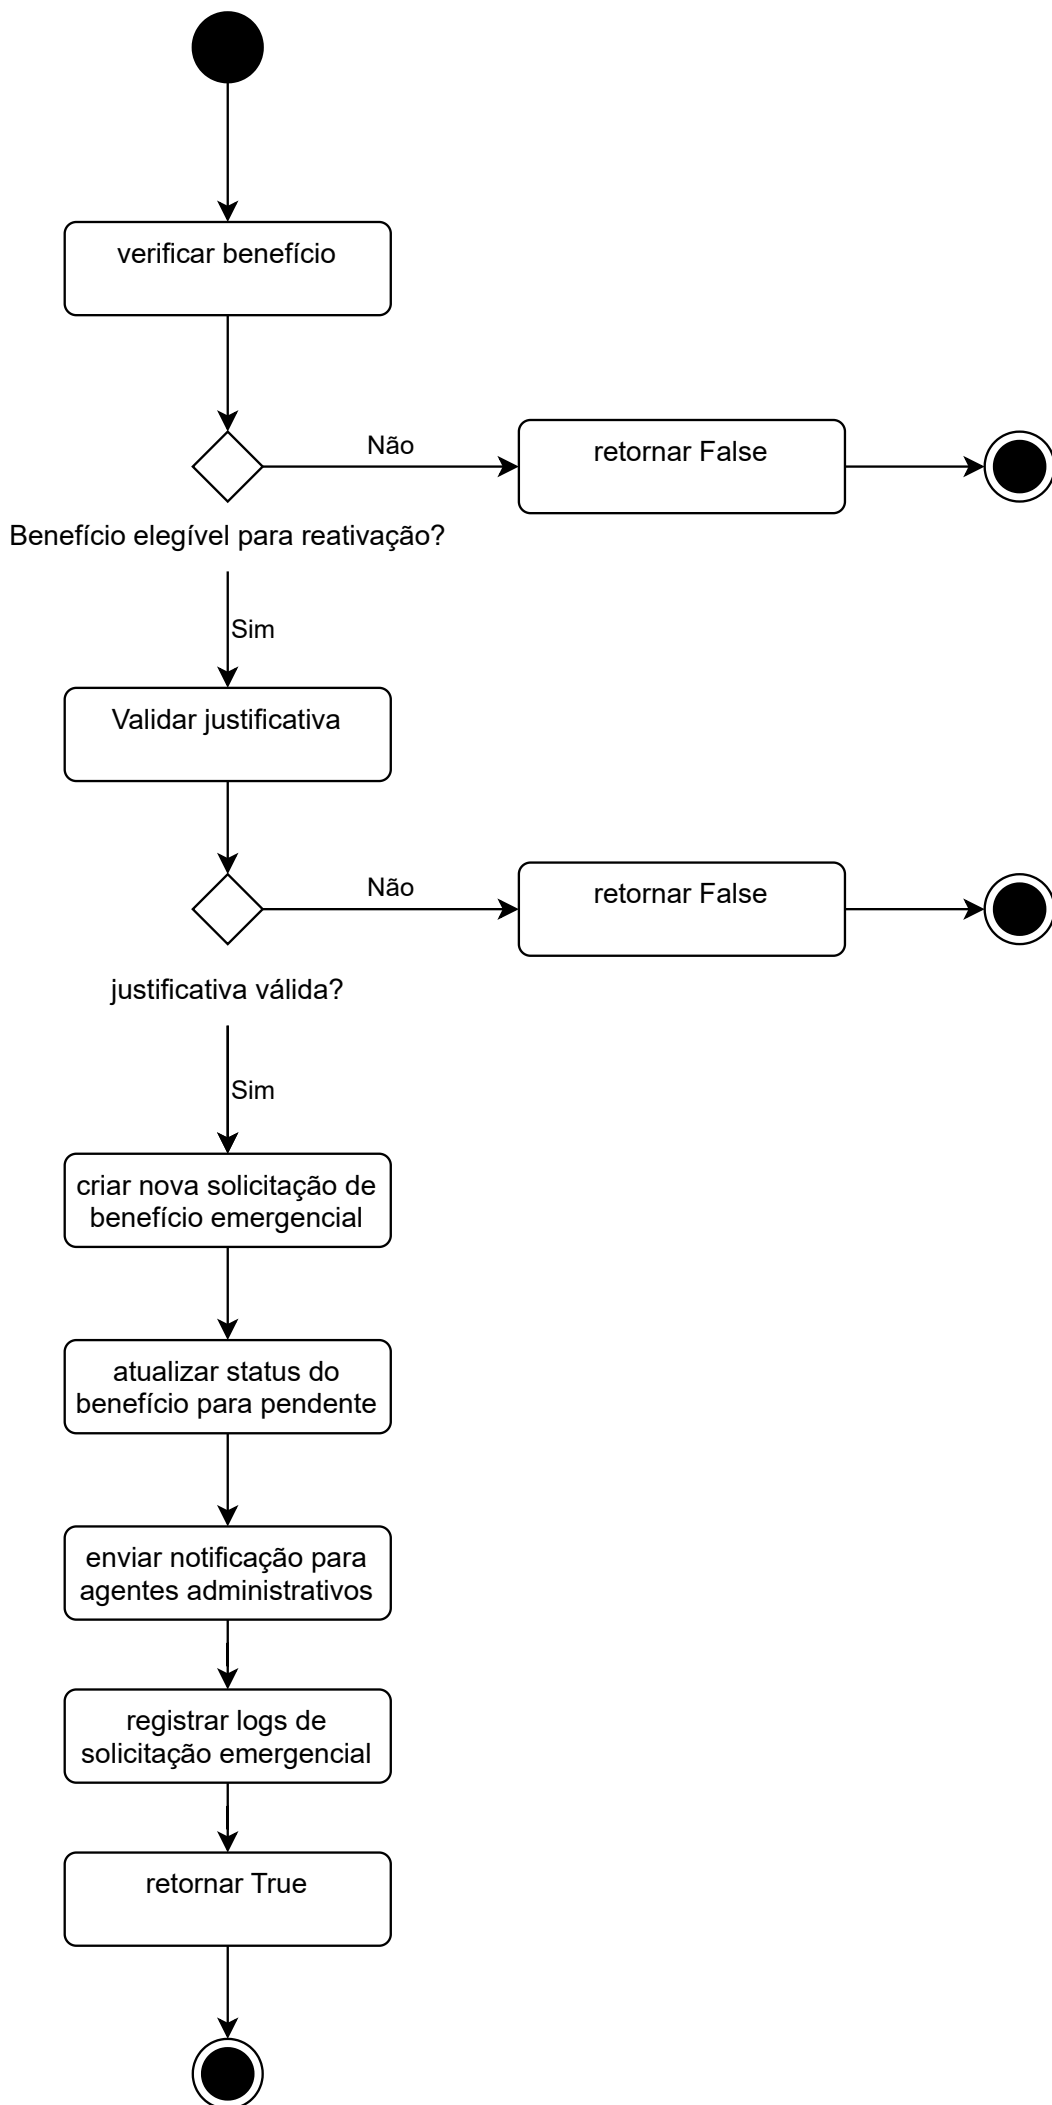 verificar benefício
Não
retornar False
Benefício elegível para reativação?
Sim
Validar justificativa
Não
retornar False
justificativa válida?
Sim
criar nova solicitação de
benefício emergencial
atualizar status do
benefício para pendente
enviar notificação para
agentes administrativos
registrar logs de
solicitação emergencial
retornar True